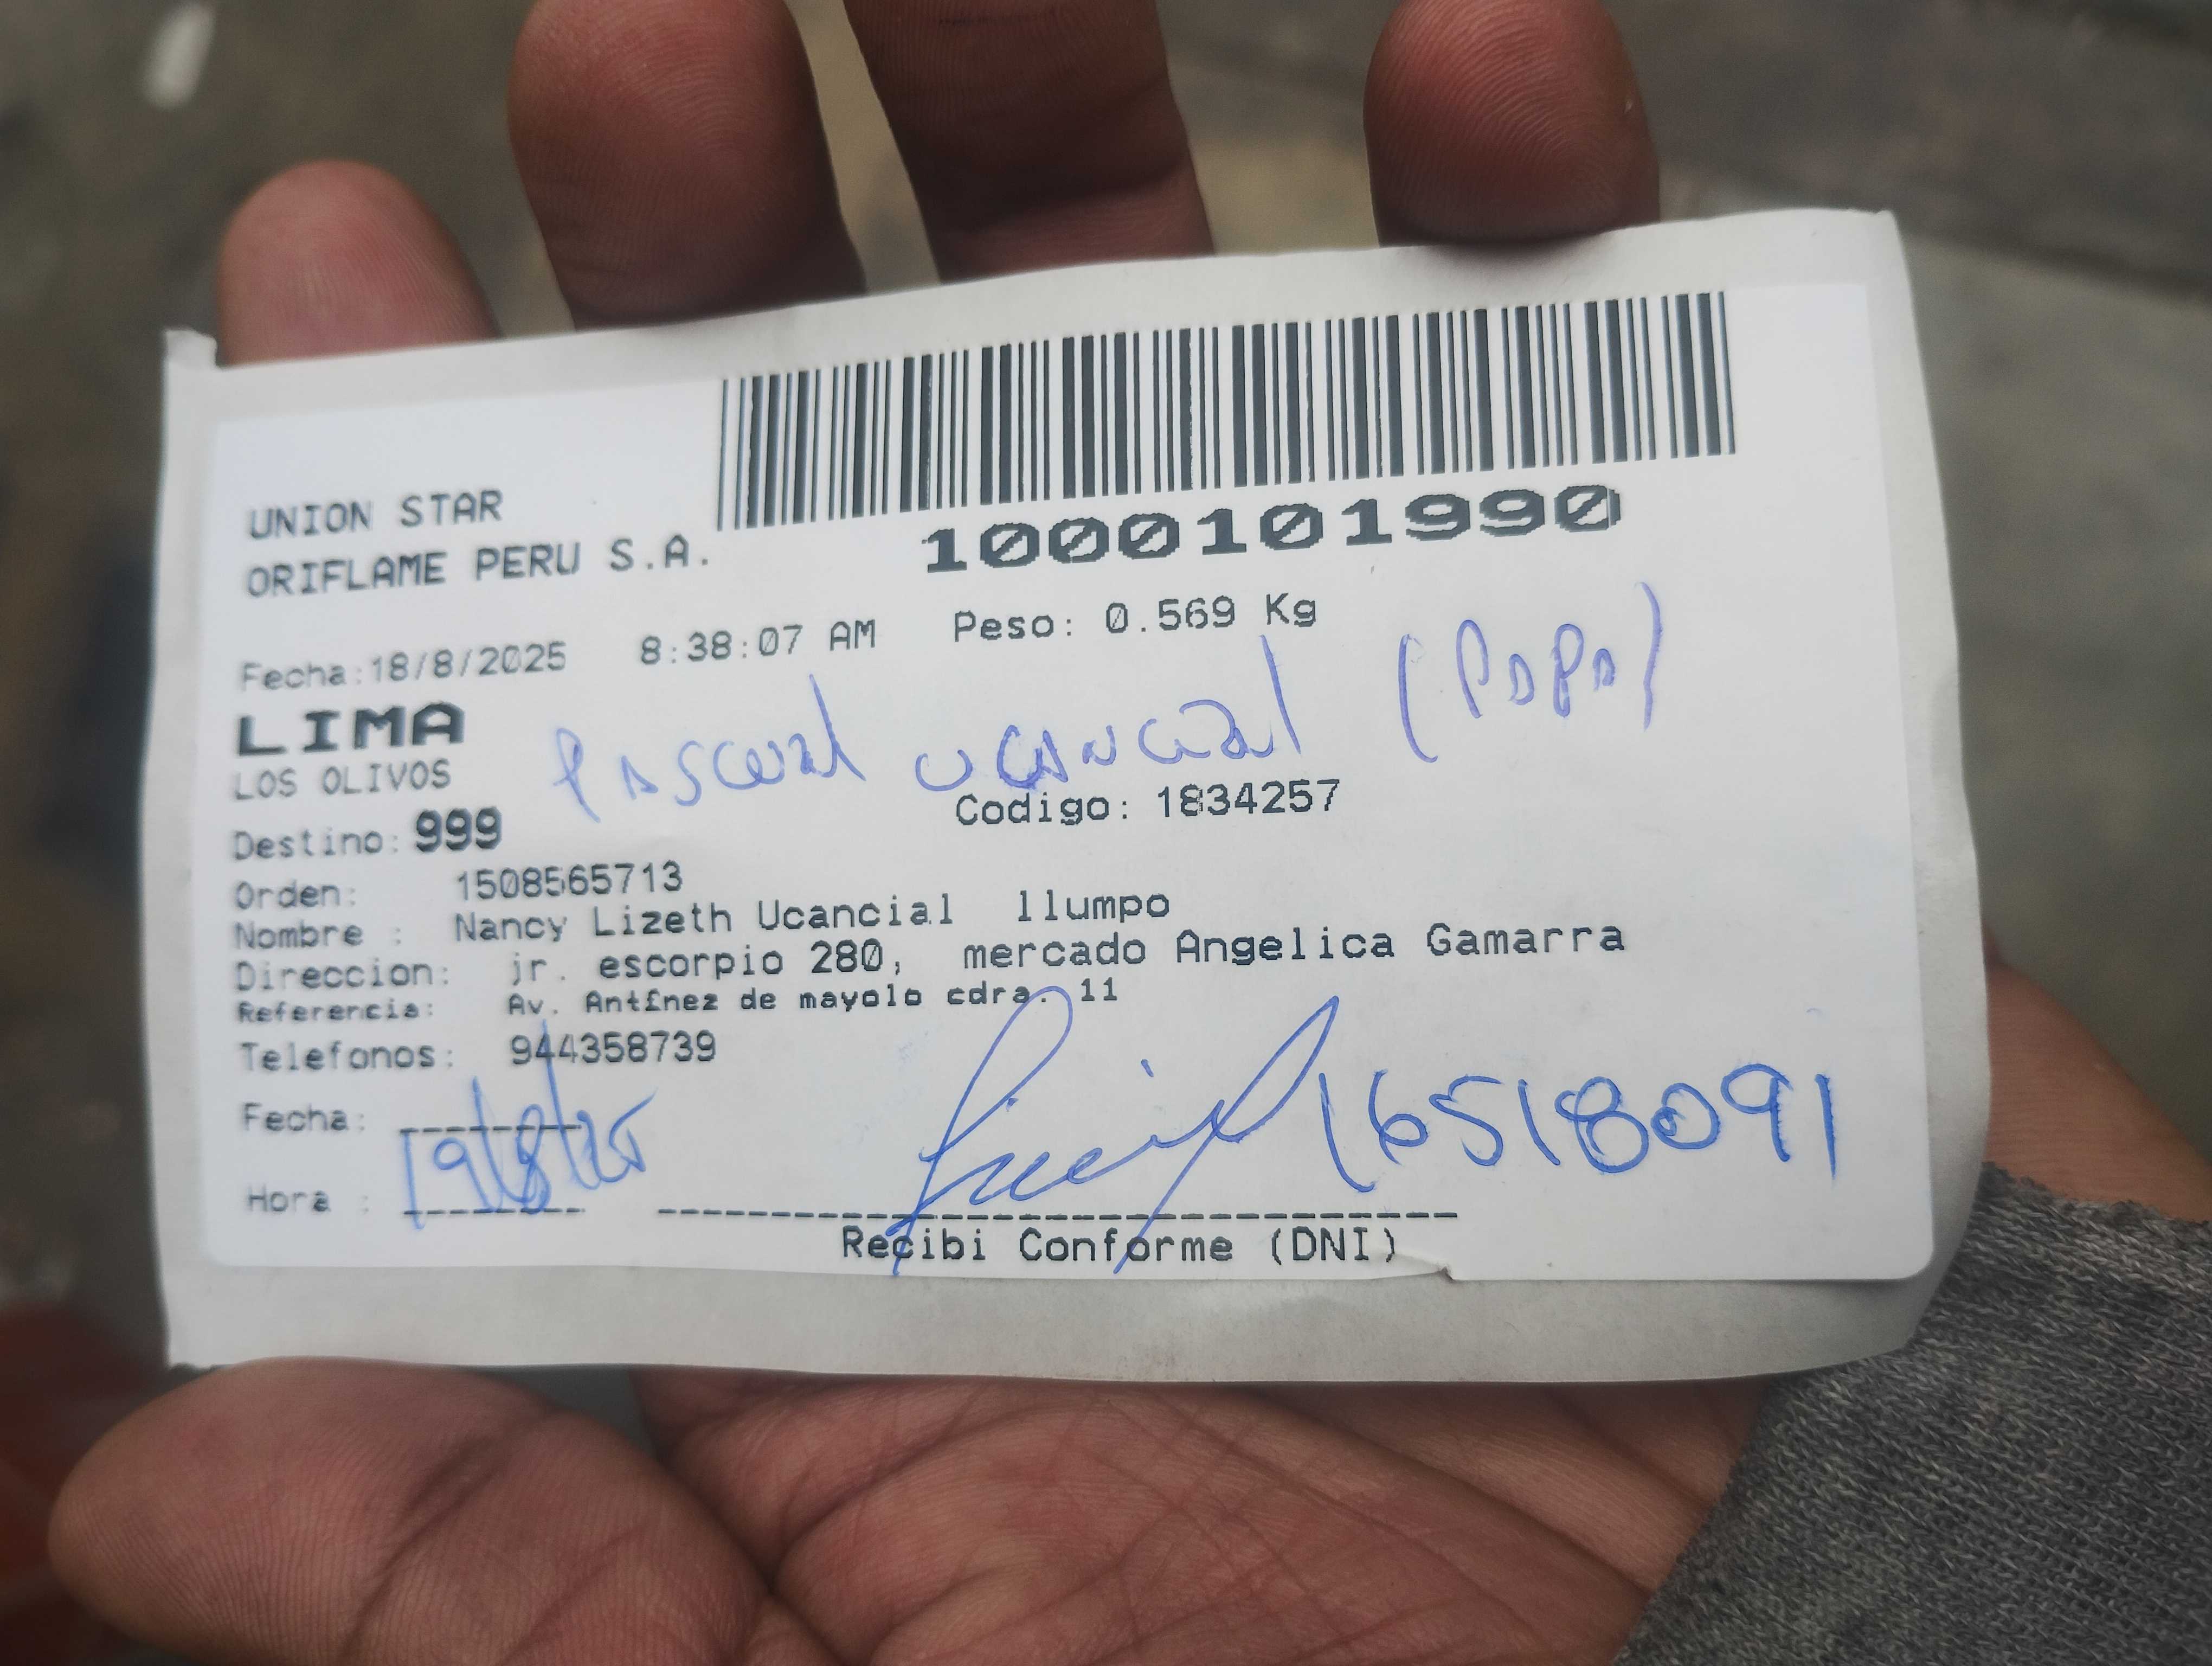 UNION STAR
ORIFLAME PERU S.A.
1000101990
Fecha:18/8/2025 8:38:07 AM Peso: 0.569 Kg
LIMA
Pascual Ucancial (PAPA)
LOS OLIVOS
Destino: 999 Codigo: 1834257
Orden: 1508565713
Nombre : Nancy Lizeth Ucancial llumpo
Direccion: jr. escorpio 280, mercado Angelica Gamarra
Referencia: Av. Ant£nez de mayolo cdra. 11
Telefonos: 944358739
Fecha: 19/8/25
16518091
Hora :
Recibi Conforme (DNI)